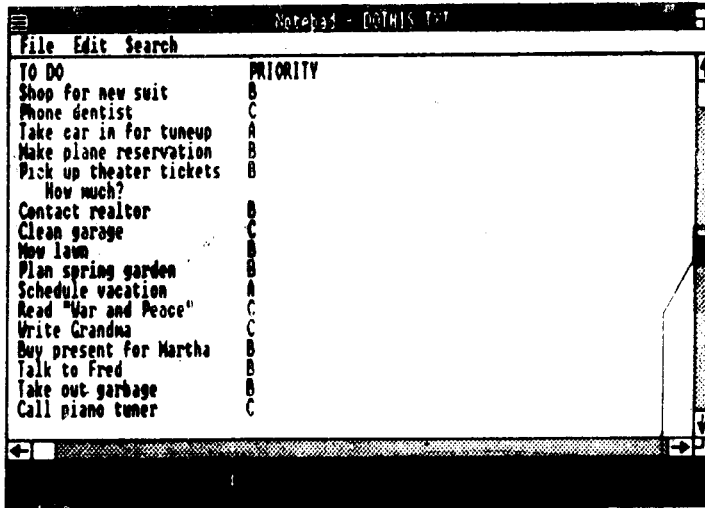 Notepad - DOTHIS.TXT
File Edit Search
TO DO PRIORITY
Shop for new suit B
Phone dentist C
Take car in for tuneup A
Make plane reservation B
Pick up theater tickets B
How much?
Contact realtor B
Clean garage C
Mow lawn B
Plan spring garden B
Schedule vacation A
Read "War and Peace" C
Write Grandma C
Buy present for Martha B
Talk to Fred B
Take out garbage B
Call piano tuner C